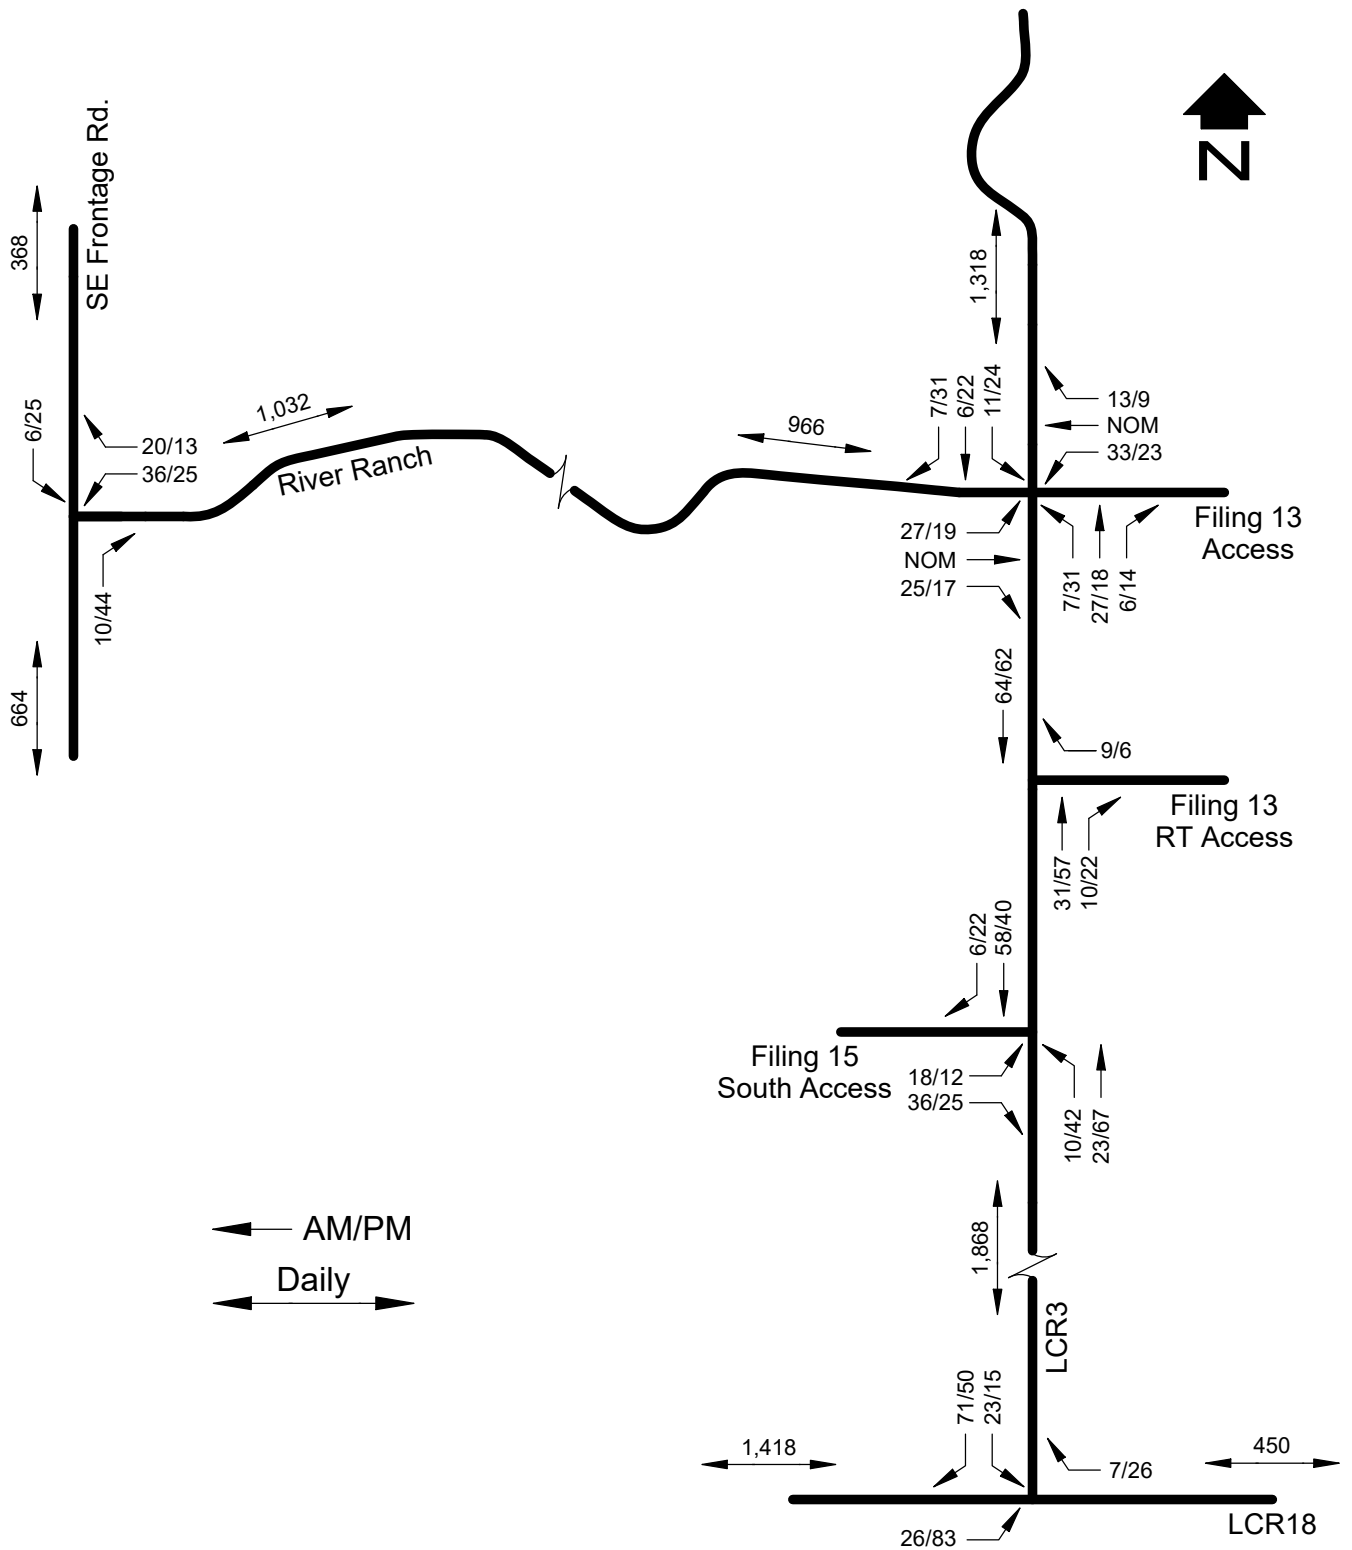 N
SE Frontage Rd.
368
1,318
6/25
20/13
36/25
1,032
River Ranch
966
7/31
6/22
11/24
13/9
NOM
33/23
10/44
664
27/19
NOM
25/17
7/31
27/18
6/14
Filing 13
Access
64/62
9/6
Filing 13
RT Access
31/57
10/22
6/22
58/40
Filing 15
South Access
18/12
36/25
10/42
23/67
AM/PM
Daily
1,868
LCR3
71/50
23/15
1,418
7/26
450
26/83
LCR18